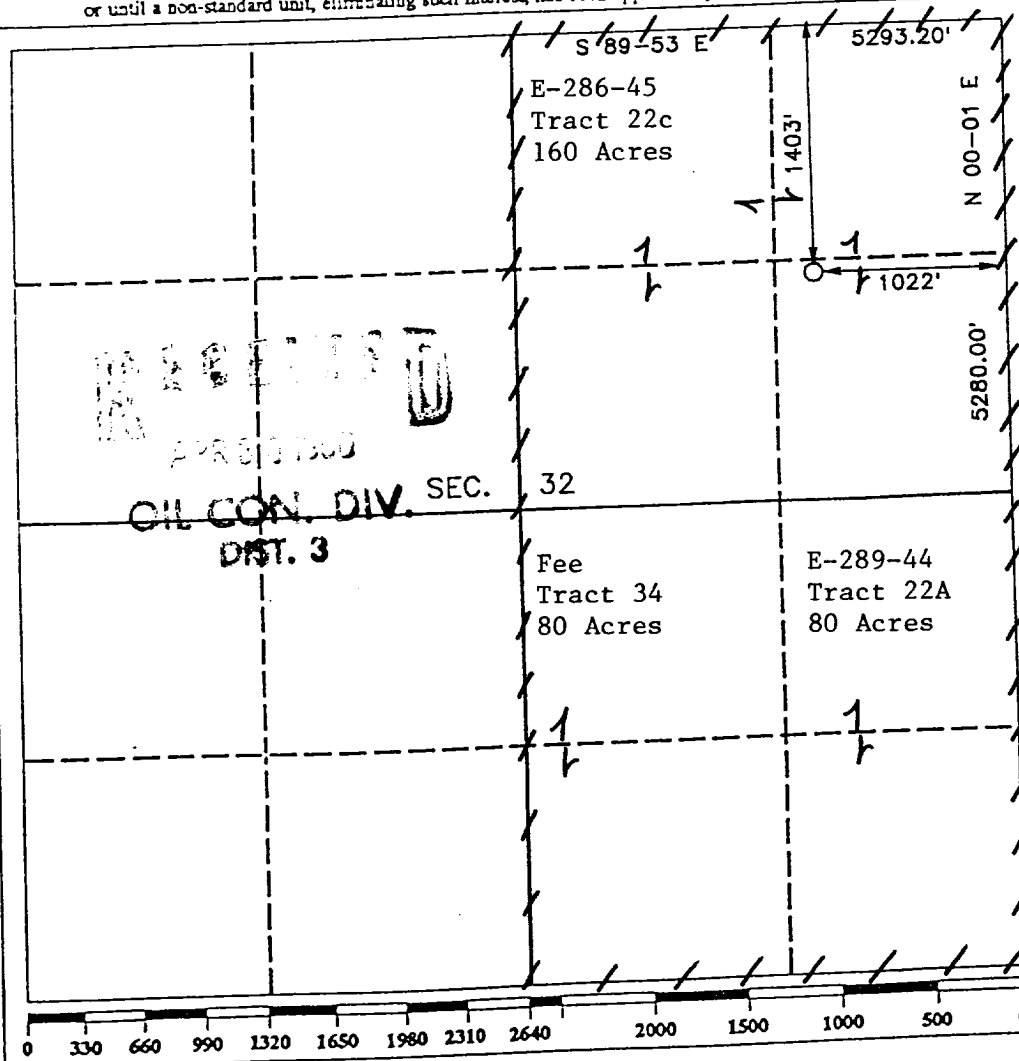 or until a non-standard unit, eliminating such interest, has been
S 89-53 E
5293.20'
E-286-45
Tract 22c
160 Acres
1403'
N 00-01 E
1022'
5280.00'
OIL CON. DIV.
DIST. 3
SEC. 32
Fee
Tract 34
80 Acres
E-289-44
Tract 22A
80 Acres
0 330 660 990 1320 1650 1980 2310 2640 2000 1500 1000 500